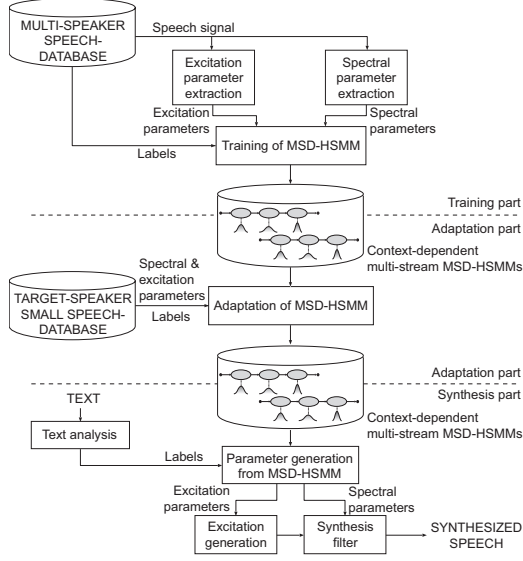 MULTI-SPEAKER
SPEECH-
DATABASE
Speech signal
Excitation
parameter
extraction
Spectral
parameter
extraction
Excitation
parameters
Spectral
parameters
Labels
Training of MSD-HSMM
Training part
Adaptation part
Context-dependent
multi-stream MSD-HSMMs
Spectral &
excitation
parameters
TARGET-SPEAKER
SMALL SPEECH-
DATABASE
Labels
Adaptation of MSD-HSMM
Adaptation part
Synthesis part
TEXT
Context-dependent
multi-stream MSD-HSMMs
Text analysis
Labels
Parameter generation
from MSD-HSMM
Excitation
parameters
Spectral
parameters
Excitation
generation
Synthesis
filter
SYNTHESIZED
SPEECH